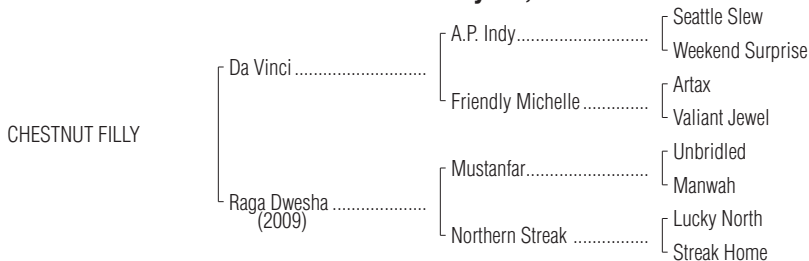 Seattle Slew
A.P. Indy..............................
Weekend Surprise
Da Vinci ..............................
Artax
Friendly Michelle ...............
Valiant Jewel
CHESTNUT FILLY
Unbridled
Mustanfar............................
Manwah
Raga Dwesha .....................
(2009)
Lucky North
Northern Streak .................
Streak Home